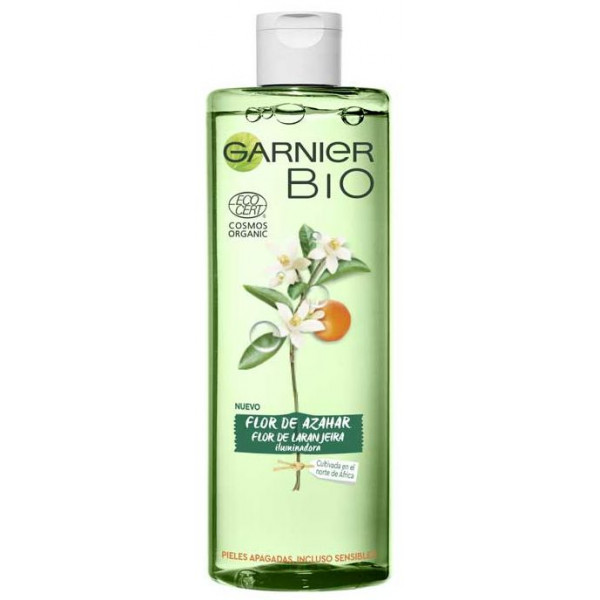 GARNIER
BIO
ECO
CERT
COSMOS
ORGANIC
NUEVO
FLOR DE AZAHAR
FLOR DE LARANJEIRA
iluminadora
Cultivada en el
norte de África
PIELES APAGADAS, INCLUSO SENSIBLES